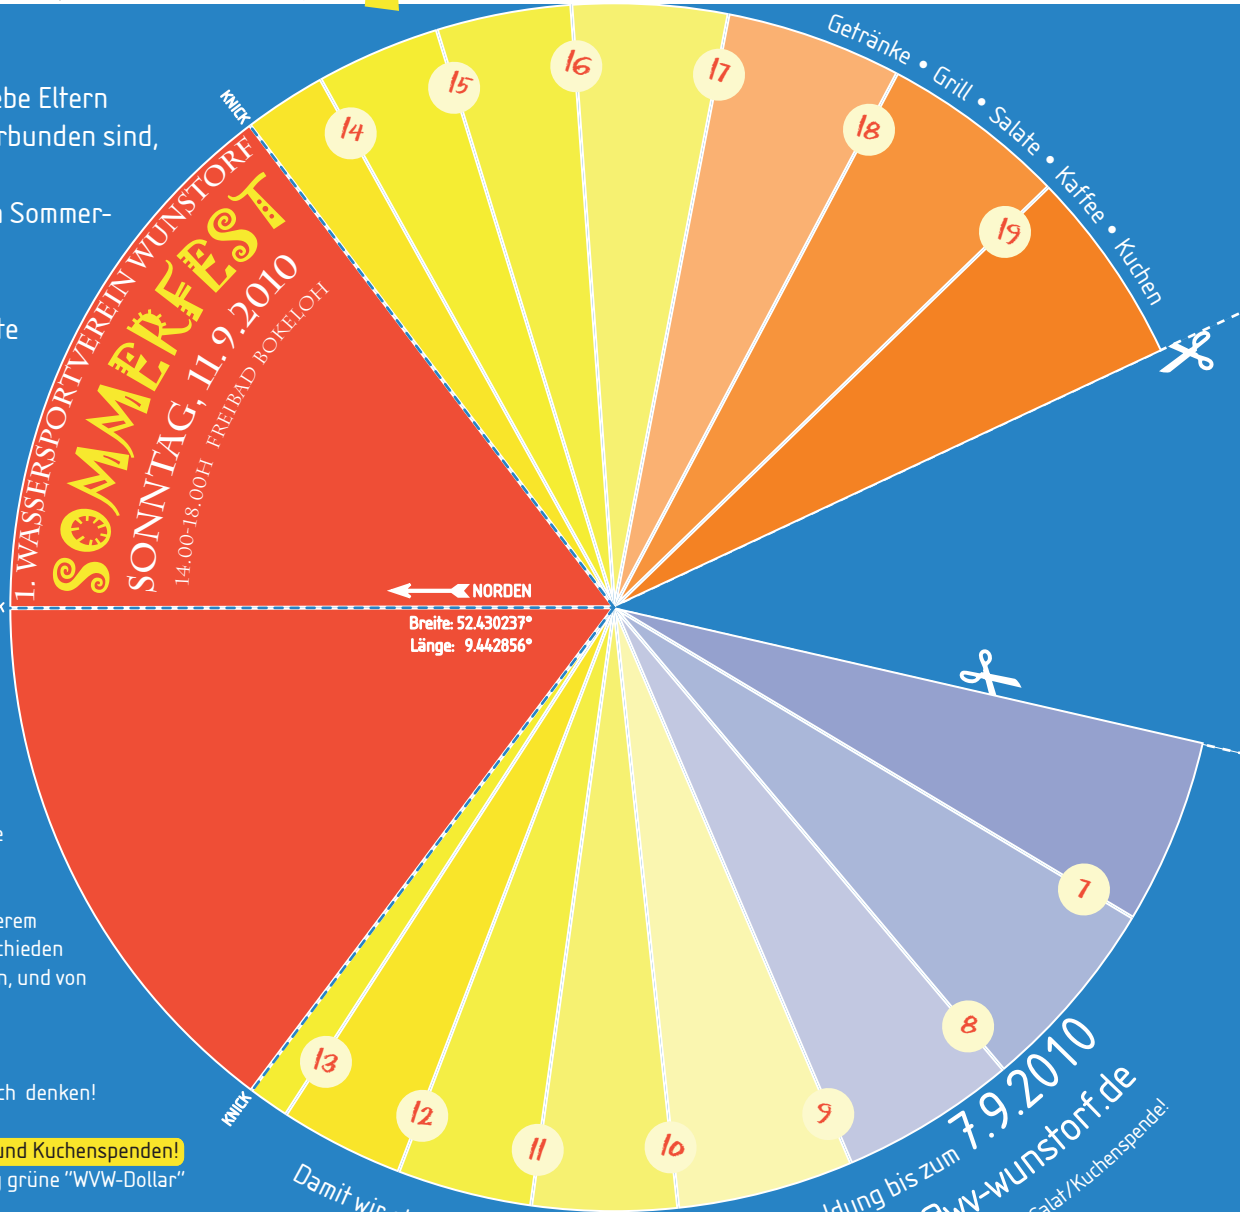 ebe Eltern
rbunden sind,
n Sommer-
te
e
erem
chieden
n, und von
ch denken!
und Kuchenspenden!
g grüne "WVW-Dollar"
KNICK
1. WASSERSPORTVEREIN WUNSTORF
SOMMERFEST
SONNTAG, 11.9.2010
14.00-18.00H FREIBAD BOKELOH
NORDEN
Breite: 52.430237°
Länge: 9.442856°
KNICK
14
15
16
17
18
19
Getränke • Grill • Salate • Kaffee • Kuchen
7
8
9
10
11
12
13
Damit wir
ldung bis zum 7.9.2010
wv-wunstorf.de
Salat/Kuchenspende!